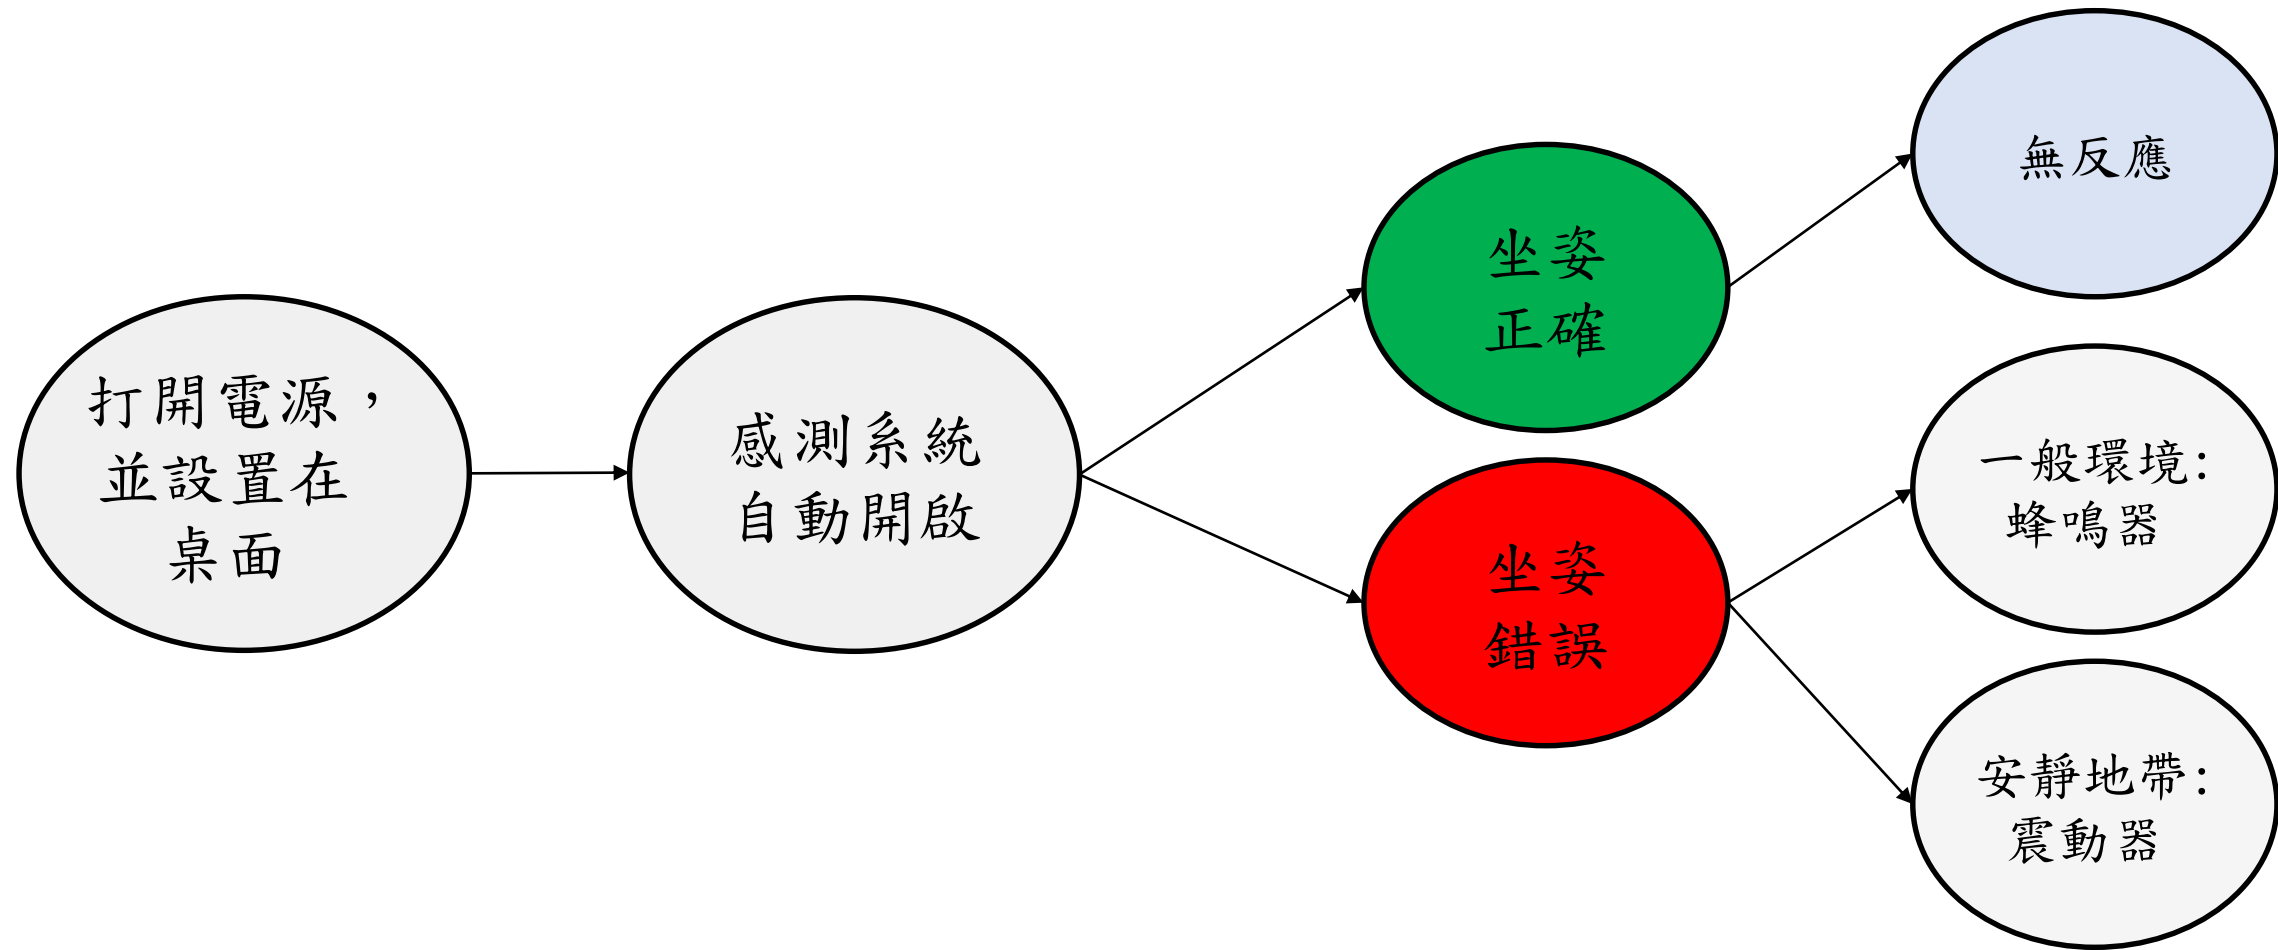 打開電源，
並設置在
桌面
感測系統
自動開啟
坐姿
正確
坐姿
錯誤
無反應
一般環境:
蜂鳴器
安靜地帶:
震動器